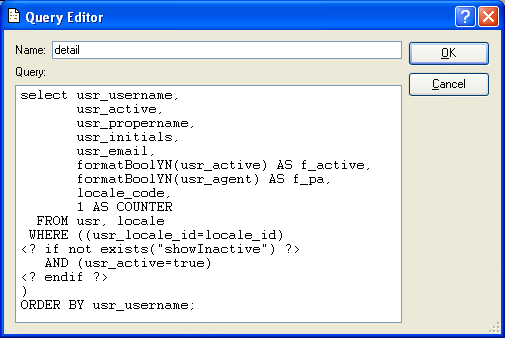 Query Editor
Name: detail
OK
Query:
Cancel
select usr_username,
usr_active,
usr_propername,
usr_initials,
usr_email,
formatBoolYN(usr_active) AS f_active,
formatBoolYN(usr_agent) AS f_pa,
locale_code,
1 AS COUNTER
FROM usr, locale
WHERE ((usr_locale_id=locale_id)
<? if not exists("showInactive") ?>
AND (usr_active=true)
<? endif ?>
)
ORDER BY usr_username;